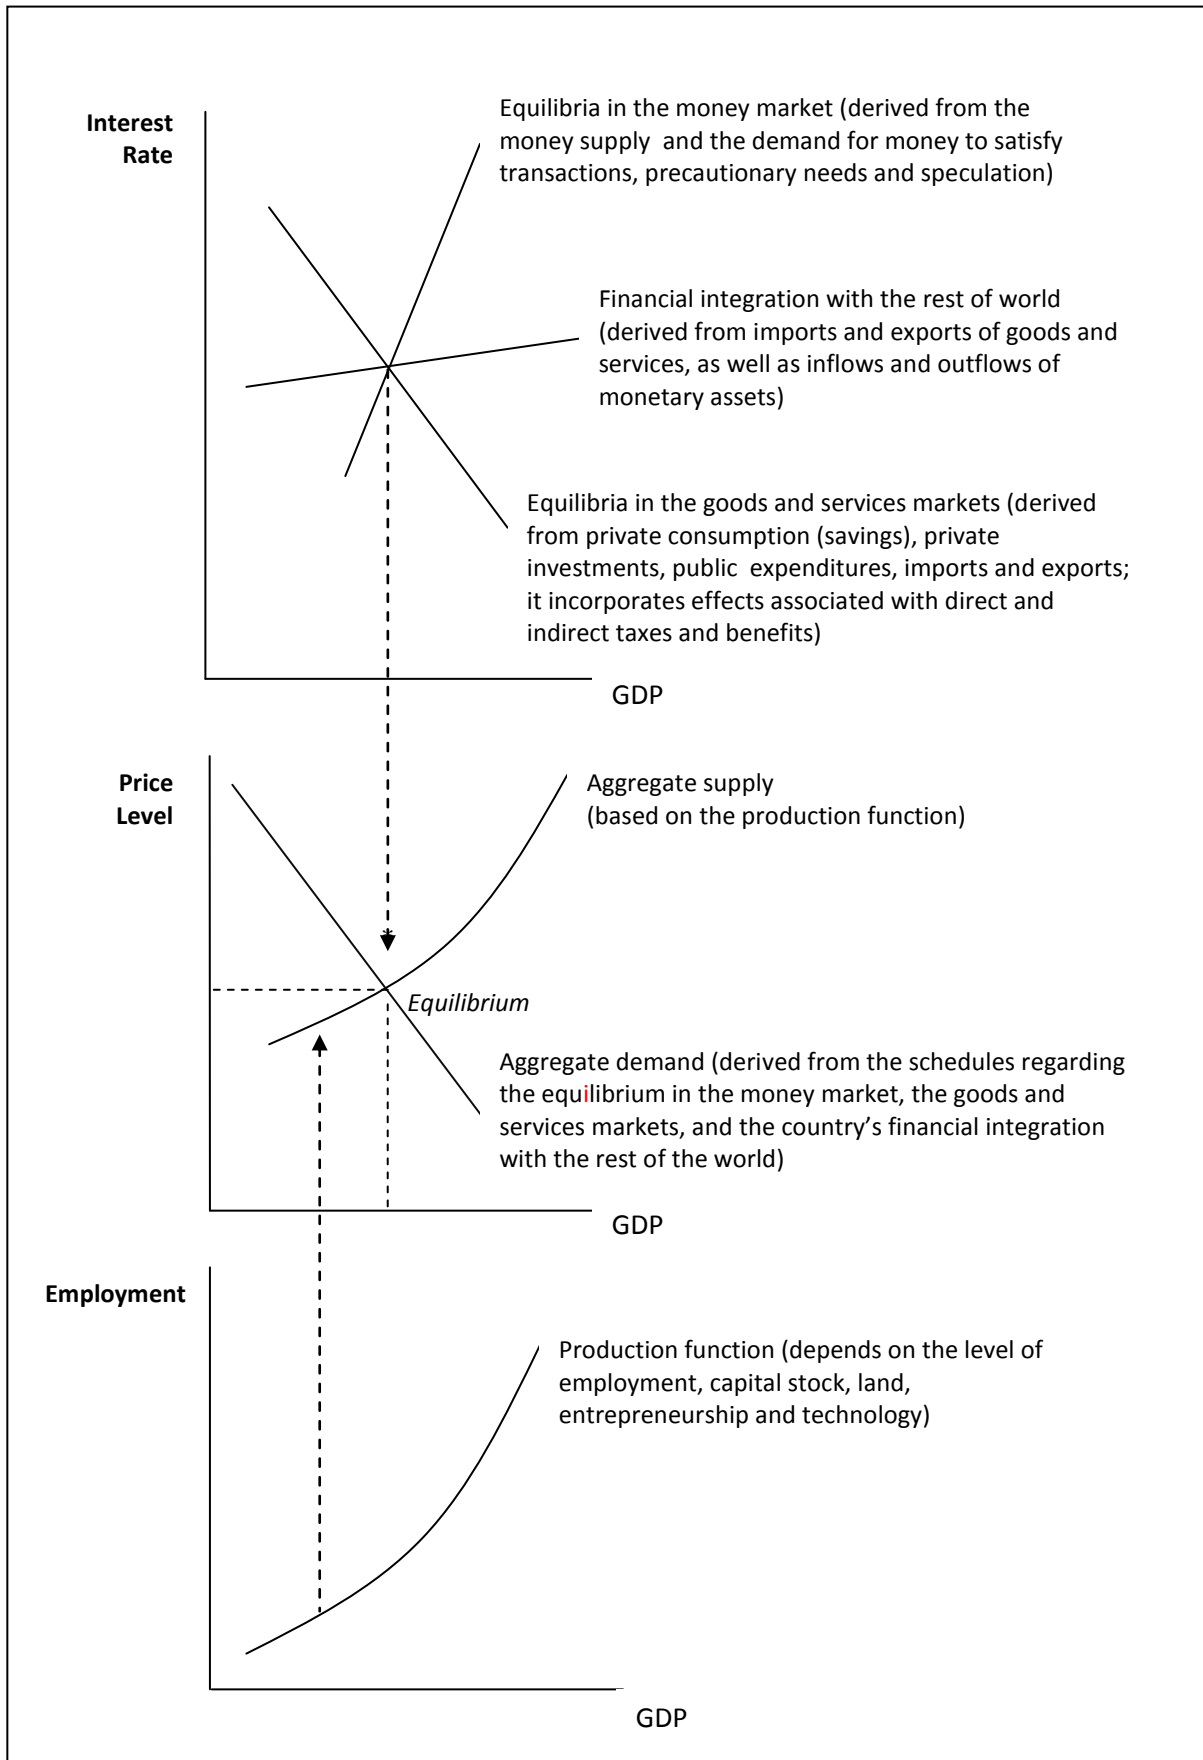 Interest
Rate
Equilibria in the money market (derived from the
money supply and the demand for money to satisfy
transactions, precautionary needs and speculation)
Financial integration with the rest of world
(derived from imports and exports of goods and
services, as well as inflows and outflows of
monetary assets)
Equilibria in the goods and services markets (derived
from private consumption (savings), private
investments, public expenditures, imports and exports;
it incorporates effects associated with direct and
indirect taxes and benefits)
GDP
Price
Level
Aggregate supply
(based on the production function)
Equilibrium
Aggregate demand (derived from the schedules regarding
the equilibrium in the money market, the goods and
services markets, and the country’s financial integration
with the rest of the world)
GDP
Employment
Production function (depends on the level of
employment, capital stock, land,
entrepreneurship and technology)
GDP